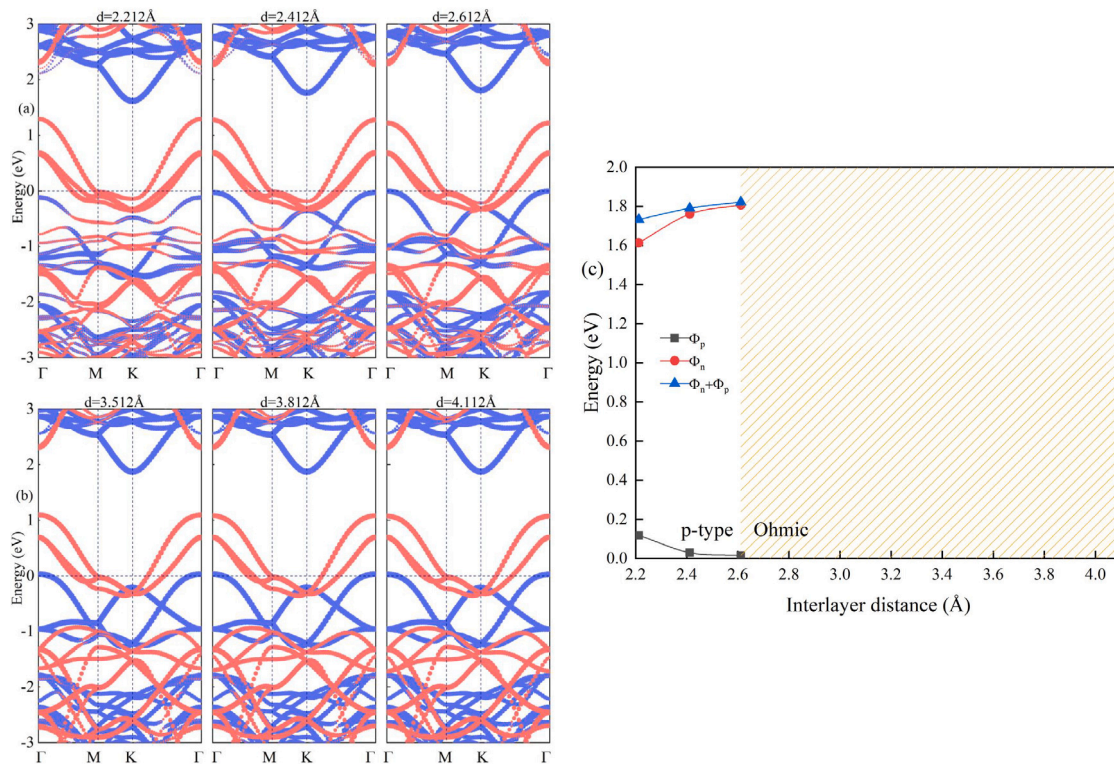 d=2.212Å d=2.412Å d=2.612Å
(a)
Energy (eV)
3
2
1
0
-1
-2
-3
Γ M K Γ M K Γ M K Γ
d=3.512Å d=3.812Å d=4.112Å
(b)
Energy (eV)
3
2
1
0
-1
-2
-3
Γ M K Γ M K Γ M K Γ
(c)
Energy (eV)
2.0
1.8
1.6
1.4
1.2
1.0
0.8
0.6
0.4
0.2
0.0
Φp
Φn
Φn+Φp
p-type Ohmic
2.2 2.4 2.6 2.8 3.0 3.2 3.4 3.6 3.8 4.0
Interlayer distance (Å)